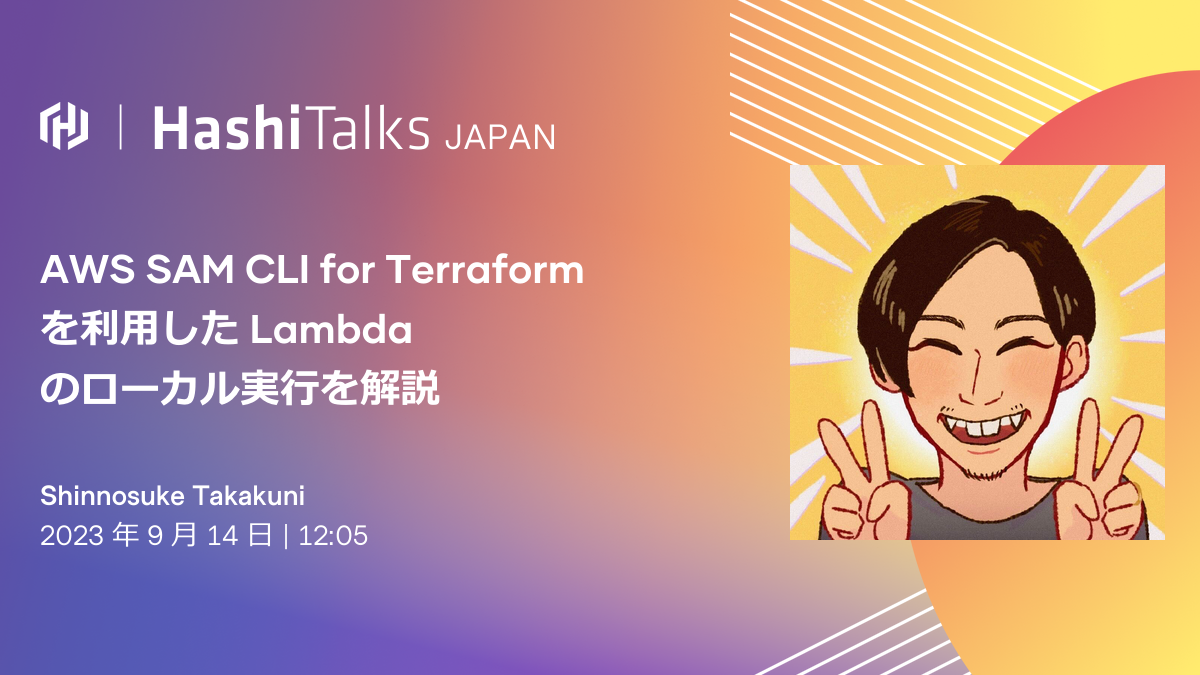 HashiTalks JAPAN
AWS SAM CLI for Terraform
を利用した Lambda
のローカル実行を解説
Shinnosuke Takakuni
2023 年 9 月 14 日 | 12:05